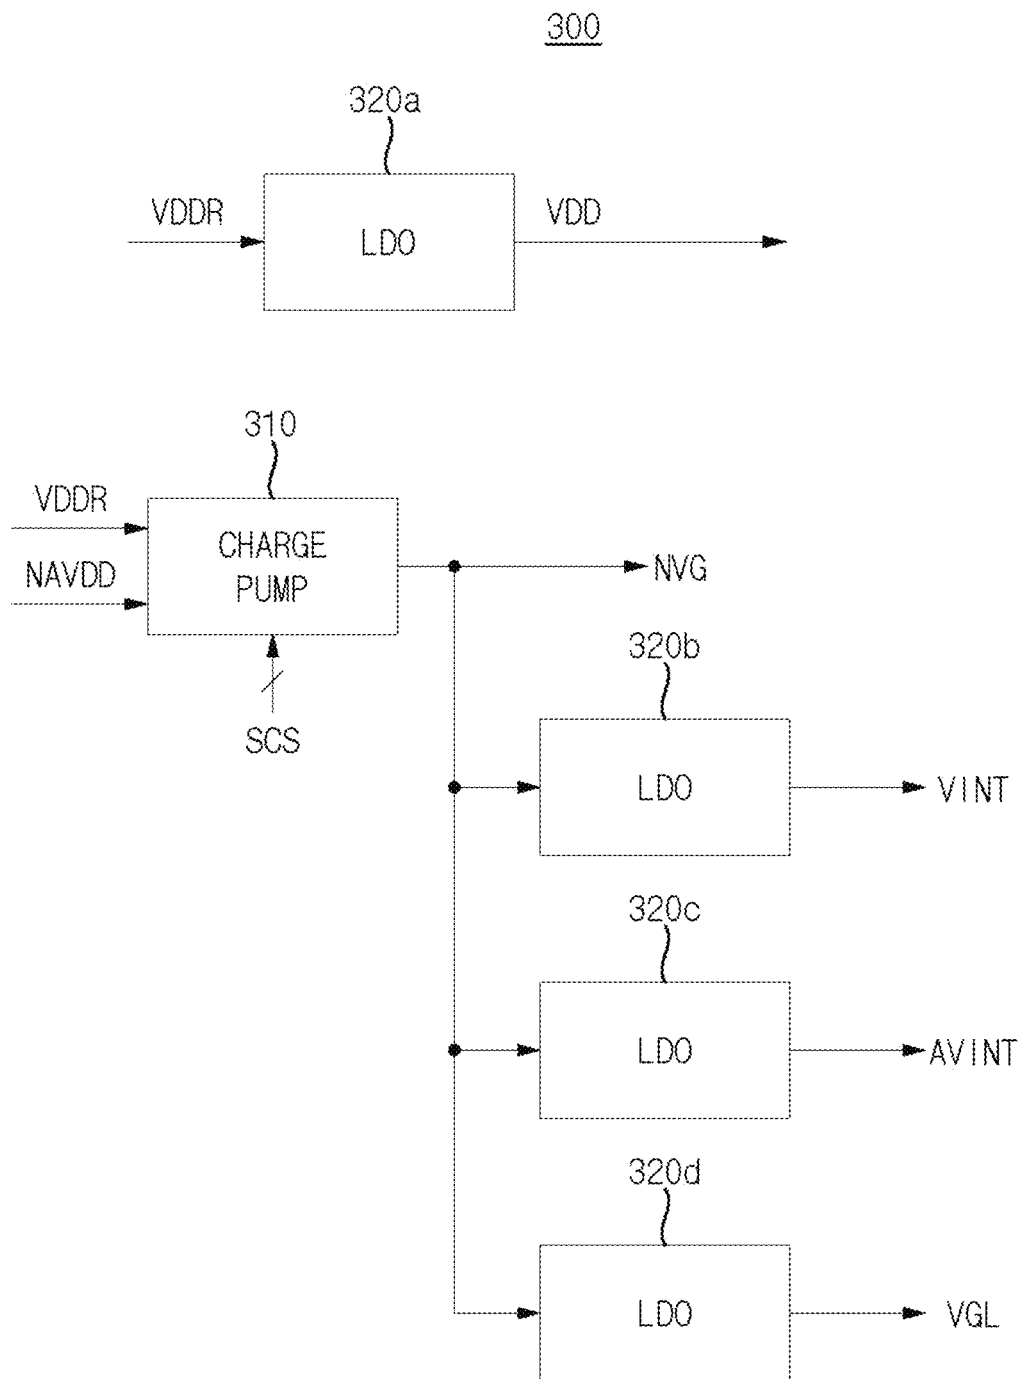 300
320a
VDDR
LDO
VDD
310
VDDR
NAVDD
CHARGE
PUMP
NVG
SCS
320b
LDO
VINT
320c
LDO
AVINT
320d
LDO
VGL